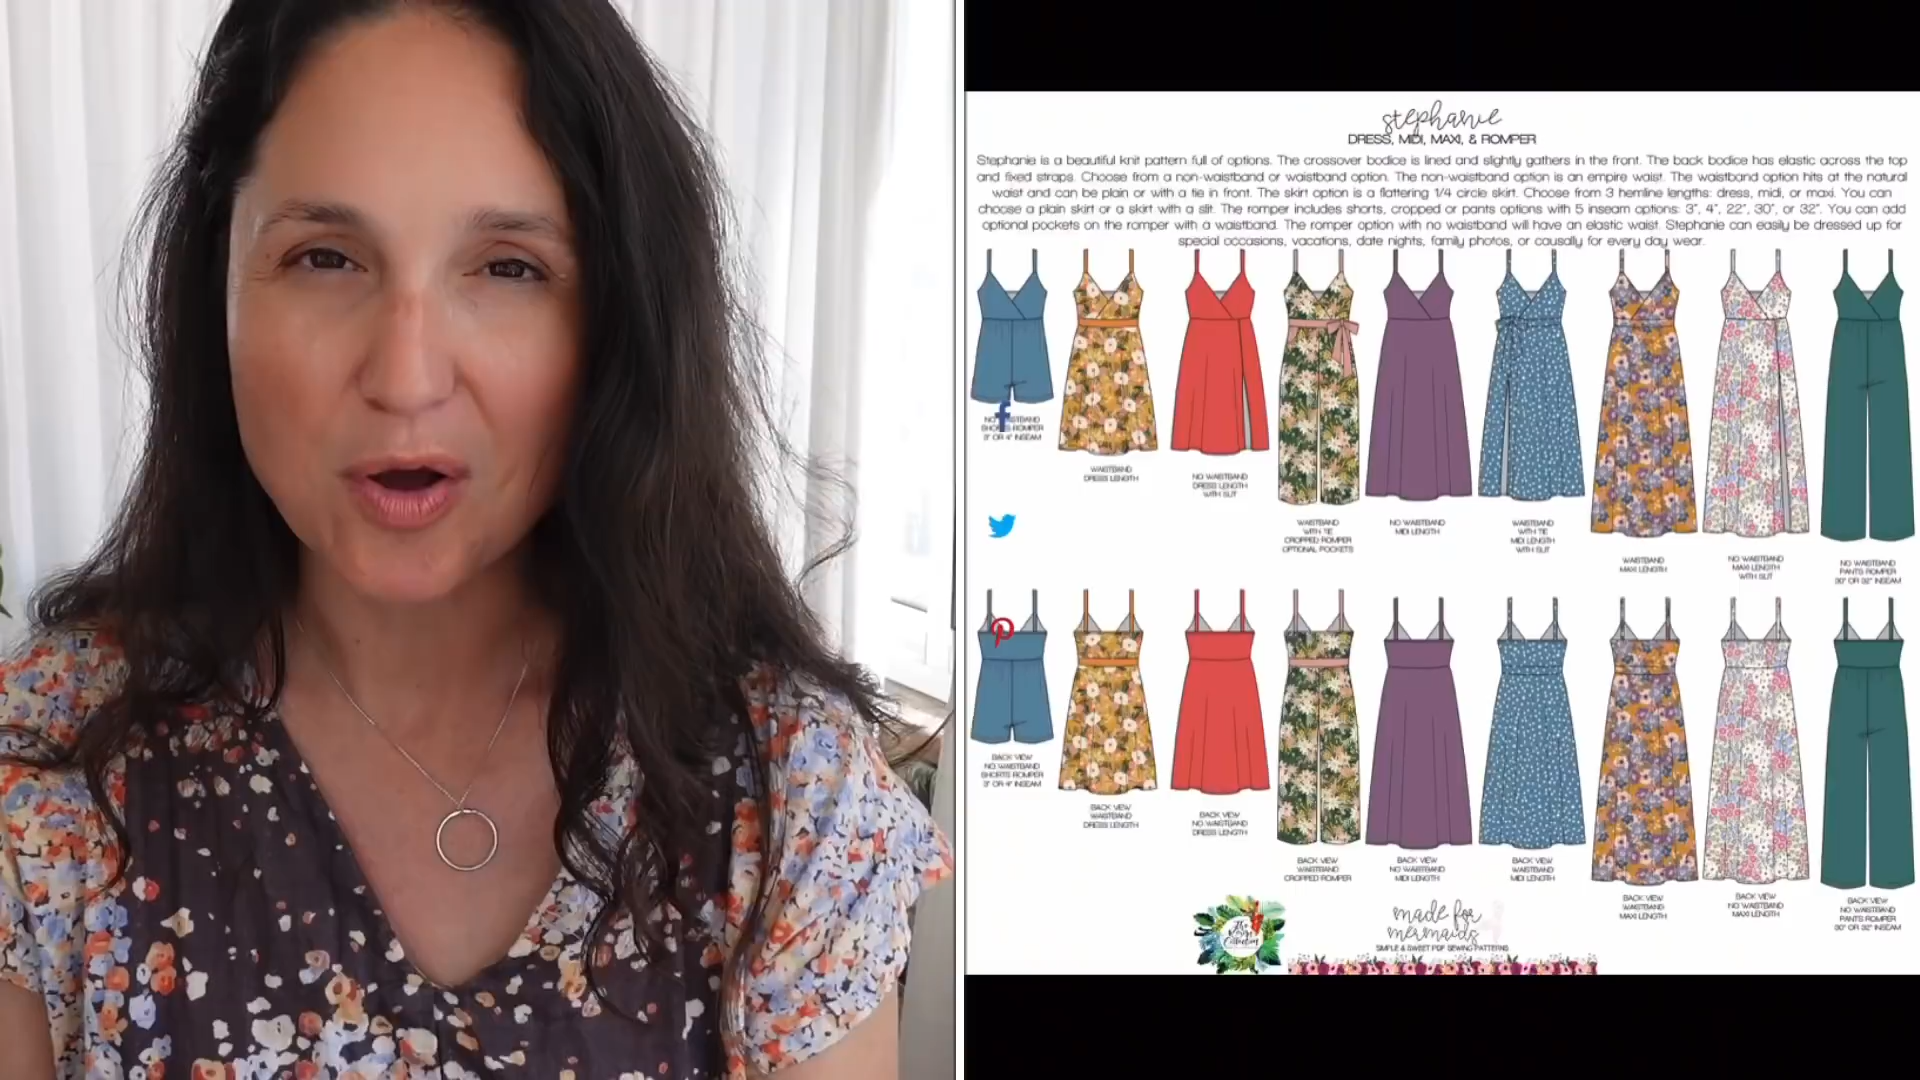 stephanie
DRESS, MIDI, MAXI, & ROMPER
Stephanie is a beautiful knit pattern full of options. The crossover bodice is lined and slightly gathers in the front. The back bodice has elastic across the top
and fixed straps. Choose from a non-waistband or waistband option. The non-waistband option is an empire waist. The waistband option hits at the natural
waist and can be plain or with a tie in front. The skirt option is a flattering 1/4 circle skirt. Choose from 3 hemline lengths: dress, midi, or maxi. You can
choose a plain skirt or a skirt with a slit. The romper includes shorts, cropped or pants options with 5 inseam options: 3", 4", 22", 30", or 32". You can add
optional pockets on the romper with a waistband. The romper option with no waistband will have an elastic waist. Stephanie can easily be dressed up for
special occasions, vacations, date nights, family photos, or causally for every day wear.
NO WAISTBAND
SHORTS ROMPER
3" OR 4" INSEAM
WAISTBAND
DRESS LENGTH
NO WAISTBAND
DRESS LENGTH
WITH SLIT
WAISTBAND
WITH TIE
CROPPED ROMPER
OPTIONAL POCKETS
NO WAISTBAND
MIDI LENGTH
WAISTBAND
WITH TIE
MIDI LENGTH
WITH SLIT
WAISTBAND
MAXI LENGTH
NO WAISTBAND
MAXI LENGTH
WITH SLIT
NO WAISTBAND
PANTS ROMPER
30" OR 32" INSEAM
BACK VIEW
NO WAISTBAND
SHORTS ROMPER
3" OR 4" INSEAM
BACK VIEW
WAISTBAND
DRESS LENGTH
BACK VIEW
NO WAISTBAND
DRESS LENGTH
BACK VIEW
WAISTBAND
CROPPED ROMPER
BACK VIEW
NO WAISTBAND
MIDI LENGTH
BACK VIEW
WAISTBAND
MIDI LENGTH
BACK VIEW
WAISTBAND
MAXI LENGTH
BACK VIEW
NO WAISTBAND
MAXI LENGTH
BACK VIEW
NO WAISTBAND
PANTS ROMPER
30" OR 32" INSEAM
The
Collection
made for
mermaids
SIMPLE & SWEET PDF SEWING PATTERNS